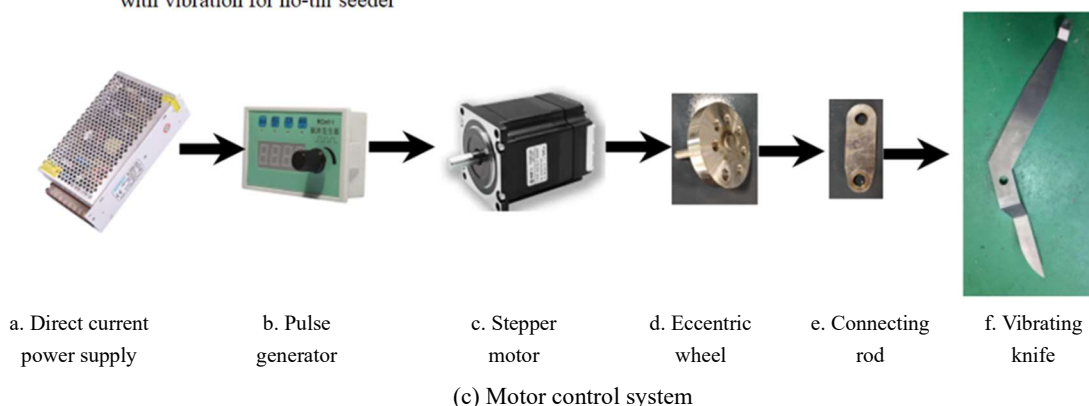 with vibration for no-till seeder
a. Direct current
power supply
b. Pulse
generator
c. Stepper
motor
d. Eccentric
wheel
e. Connecting
rod
f. Vibrating
knife
(c) Motor control system